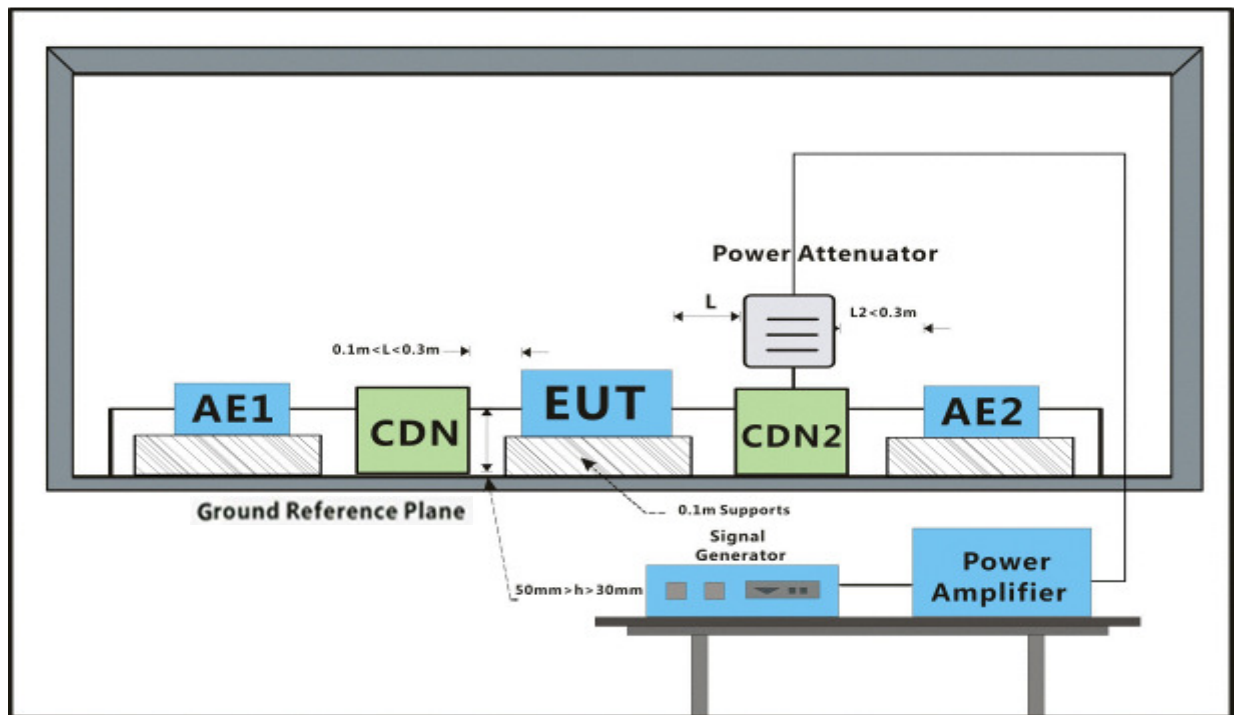 Power Attenuator
L
L2<0.3m
0.1m<L<0.3m
AE1
CDN
EUT
CDN2
AE2
Ground Reference Plane
0.1m Supports
Signal
Generator
50mm>h>30mm
Power
Amplifier